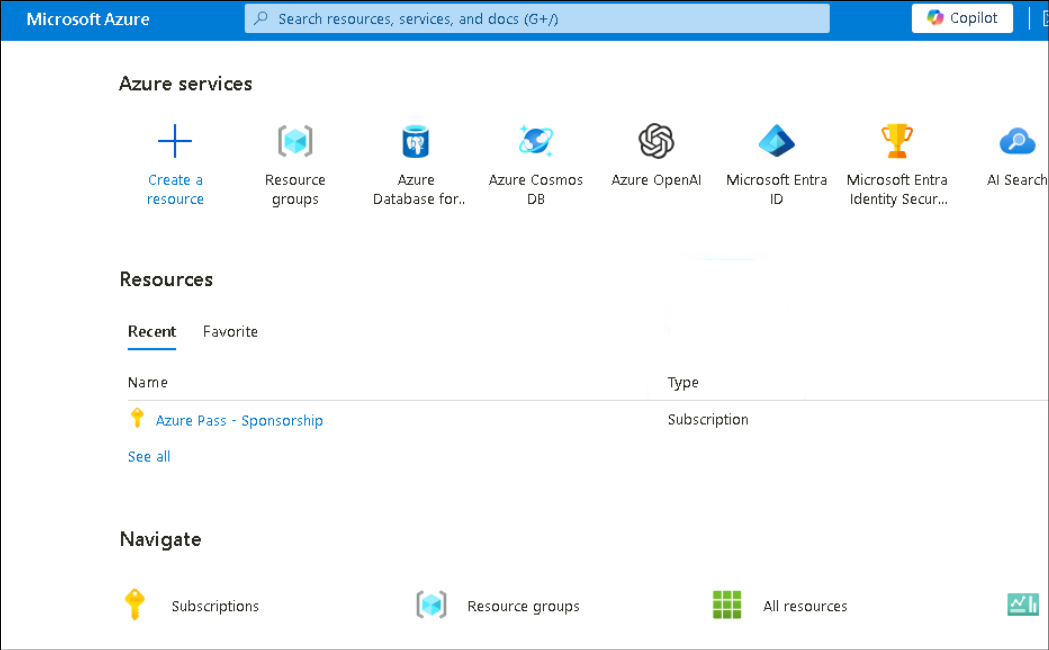 Microsoft Azure
Search resources, services, and docs (G+/)
Copilot
Azure services
Create a
resource
Resource
groups
Azure
Database for..
Azure Cosmos
DB
Azure OpenAI
Microsoft Entra
ID
Microsoft Entra
Identity Secur...
AI Search
Resources
Recent Favorite
Name Type
Azure Pass - Sponsorship Subscription
See all
Navigate
Subscriptions Resource groups All resources